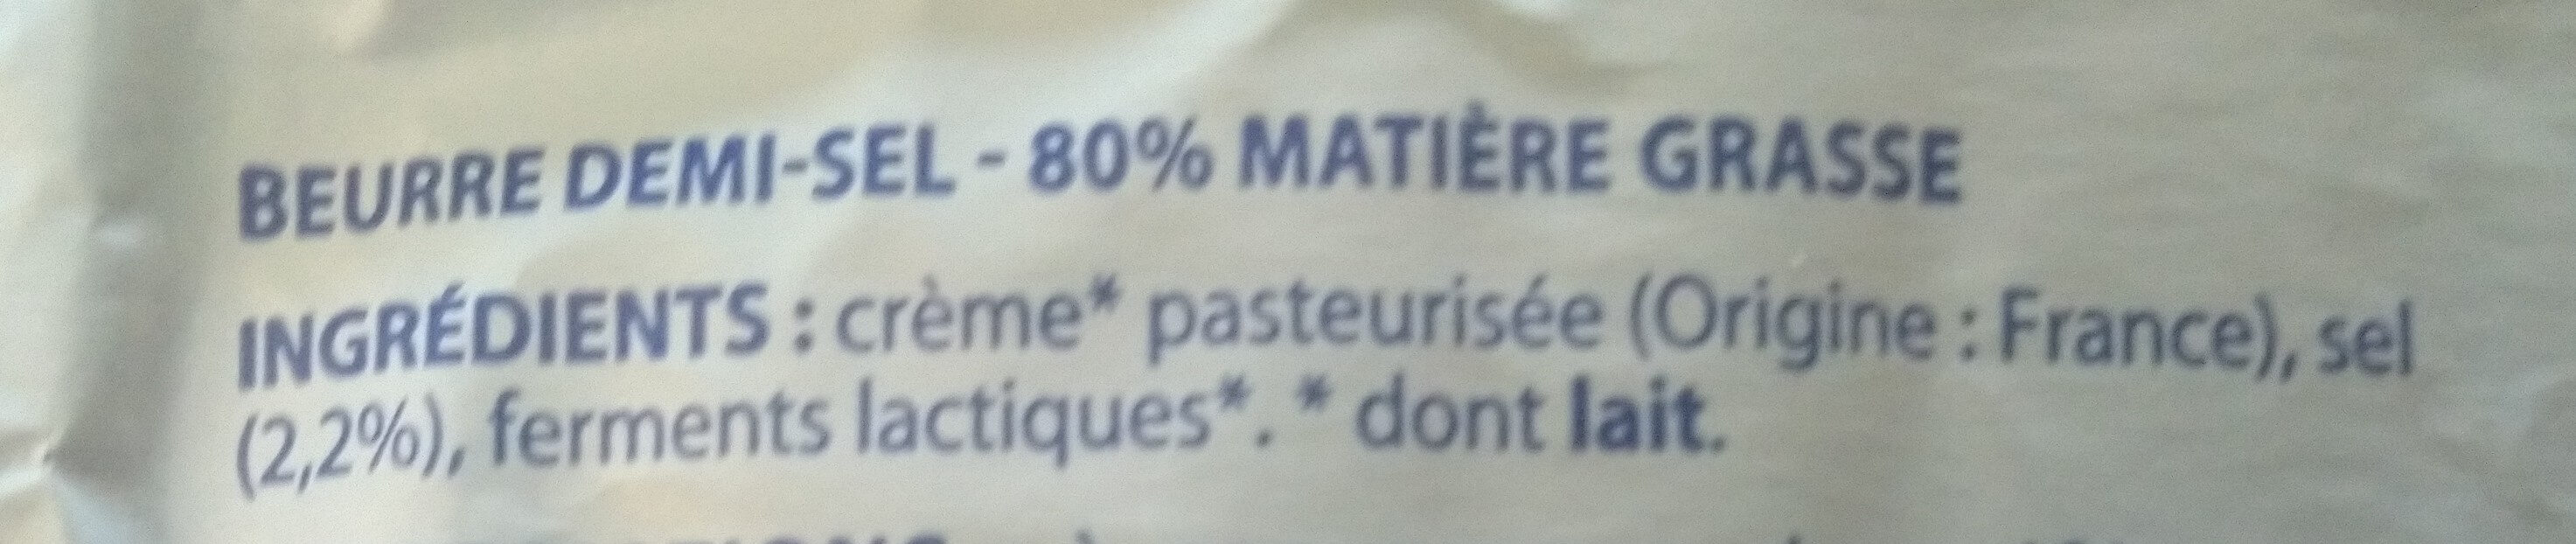 BEURRE DEMI-SEL - 80% MATIÈRE GRASSE
INGRÉDIENTS : crème* pasteurisée (Origine : France), sel
(2,2%), ferments lactiques*. * dont lait.